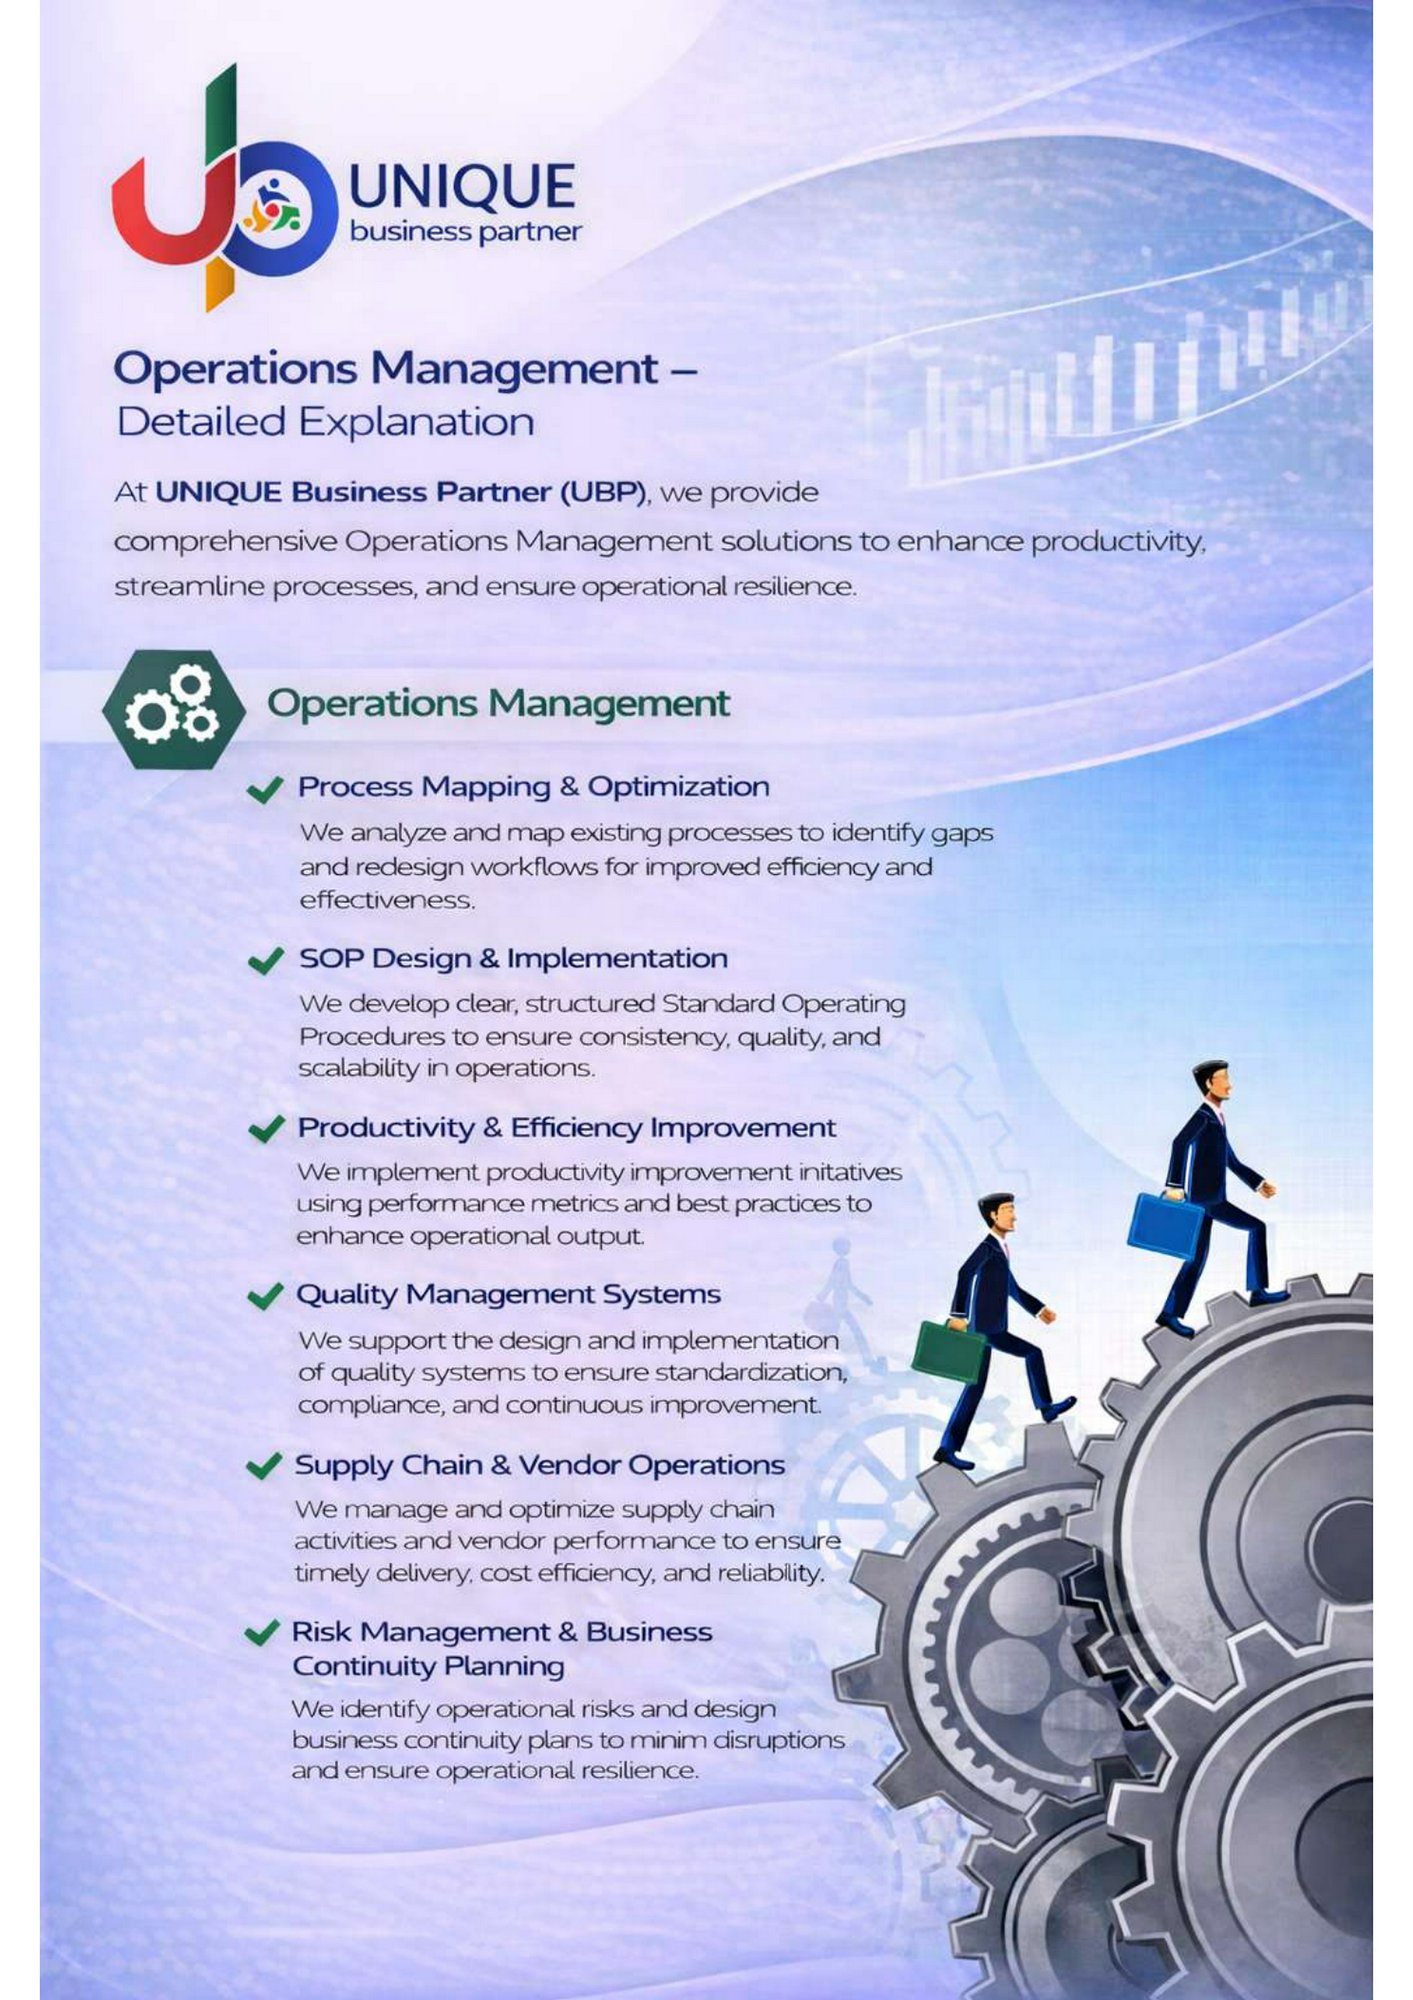 UNIQUE
business partner
Operations Management –
Detailed Explanation
At UNIQUE Business Partner (UBP), we provide
comprehensive Operations Management solutions to enhance productivity,
streamline processes, and ensure operational resilience.
Operations Management
Process Mapping & Optimization
We analyze and map existing processes to identify gaps
and redesign workflows for improved efficiency and
effectiveness.
SOP Design & Implementation
We develop clear, structured Standard Operating
Procedures to ensure consistency, quality, and
scalability in operations.
Productivity & Efficiency Improvement
We implement productivity improvement initatives
using performance metrics and best practices to
enhance operational output.
Quality Management Systems
We support the design and implementation
of quality systems to ensure standardization,
compliance, and continuous improvement.
Supply Chain & Vendor Operations
We manage and optimize supply chain
activities and vendor performance to ensure
timely delivery, cost efficiency, and reliability.
Risk Management & Business
Continuity Planning
We identify operational risks and design
business continuity plans to minim disruptions
and ensure operational resilience.